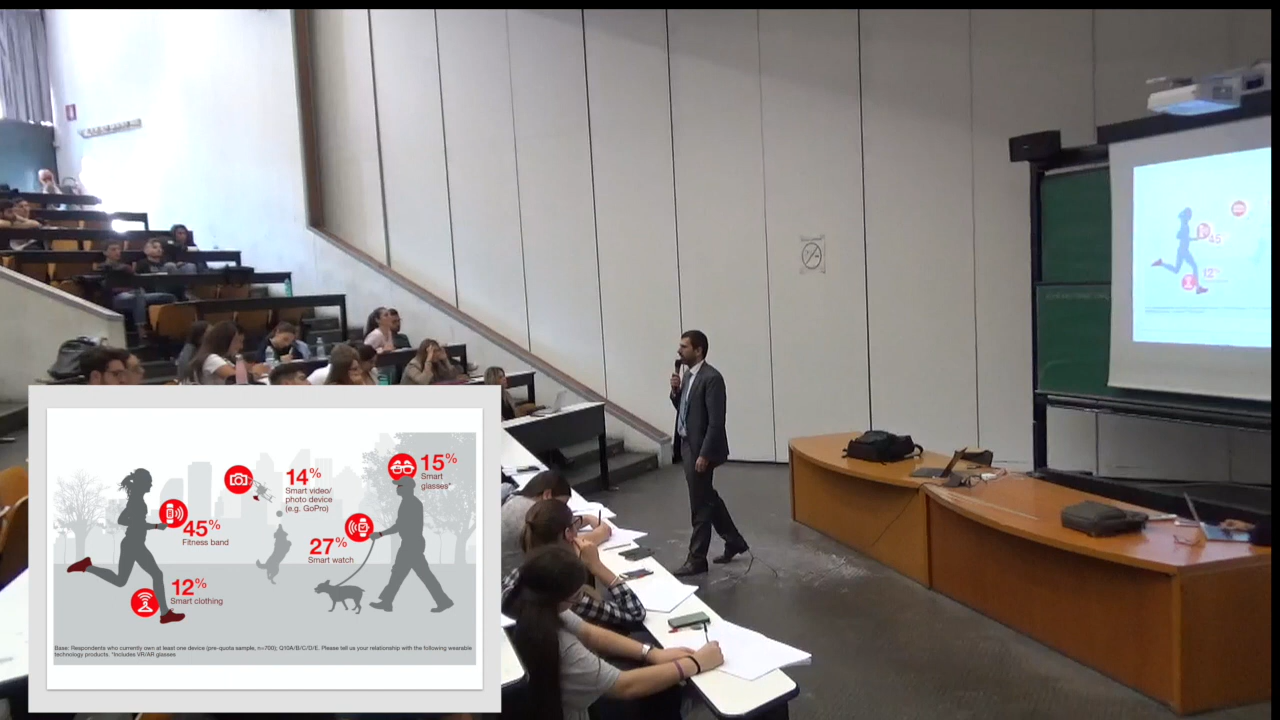 14%
Smart video/
photo device
(e.g. GoPro)
15%
Smart
glasses*
45%
Fitness band
27%
Smart watch
12%
Smart clothing
Base: Respondents who currently own at least one device (pre-quota sample, n=700); Q10A/B/C/D/E. Please tell us your relationship with the following wearable
technology products. *Includes VR/AR glasses
45
12%